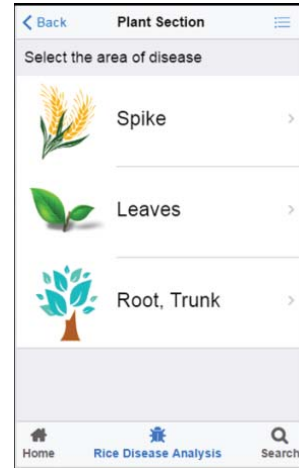 Back Plant Section
Select the area of disease
Spike
Leaves
Root, Trunk
Home Rice Disease Analysis Search